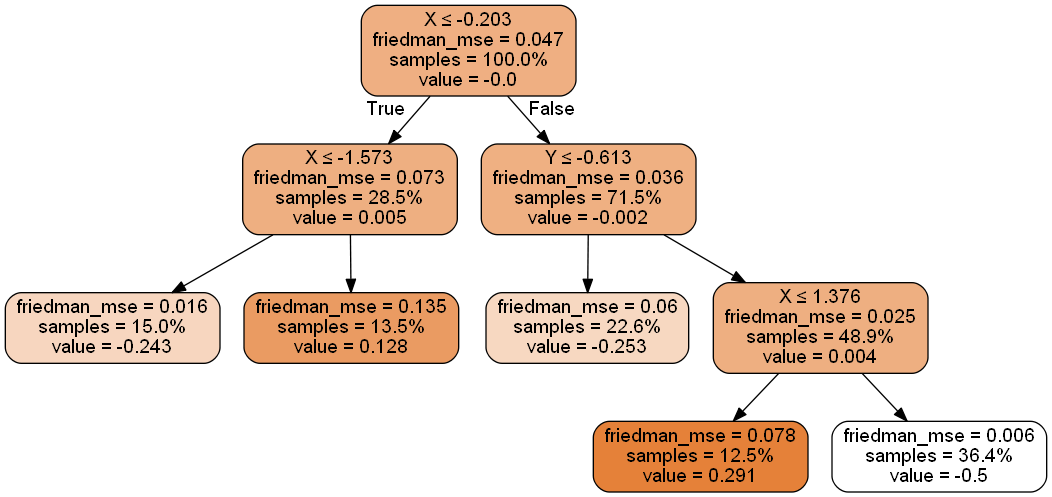 X ≤ -0.203
friedman_mse = 0.047
samples = 100.0%
value = -0.0
True
False
X ≤ -1.573
friedman_mse = 0.073
samples = 28.5%
value = 0.005
Y ≤ -0.613
friedman_mse = 0.036
samples = 71.5%
value = -0.002
friedman_mse = 0.016
samples = 15.0%
value = -0.243
friedman_mse = 0.135
samples = 13.5%
value = 0.128
friedman_mse = 0.06
samples = 22.6%
value = -0.253
X ≤ 1.376
friedman_mse = 0.025
samples = 48.9%
value = 0.004
friedman_mse = 0.078
samples = 12.5%
value = 0.291
friedman_mse = 0.006
samples = 36.4%
value = -0.5